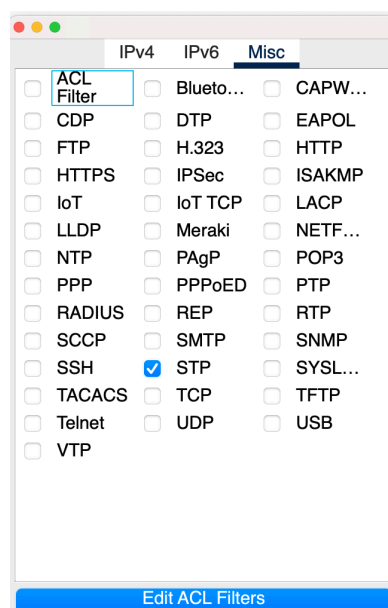 IPv4 IPv6 Misc
ACL Filter Blueto... CAPW...
CDP DTP EAPOL
FTP H.323 HTTP
HTTPS IPSec ISAKMP
IoT IoT TCP LACP
LLDP Meraki NETF...
NTP PAgP POP3
PPP PPPoED PTP
RADIUS REP RTP
SCCP SMTP SNMP
SSH STP SYSL...
TACACS TCP TFTP
Telnet UDP USB
VTP
Edit ACL Filters